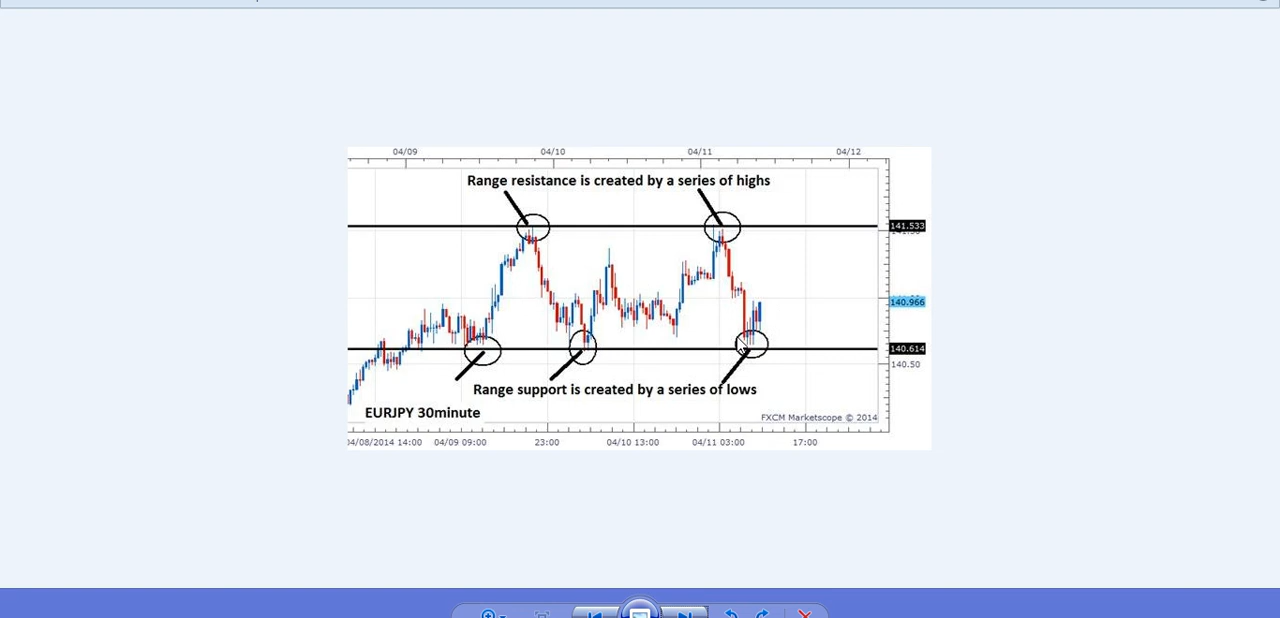 04/09 04/10 04/11 04/12
Range resistance is created by a series of highs
141.533
140.966
140.614
140.50
Range support is created by a series of lows
EURJPY 30minute
FXCM Marketscope © 2014
04/08/2014 14:00 04/09 09:00 23:00 04/10 13:00 04/11 03:00 17:00